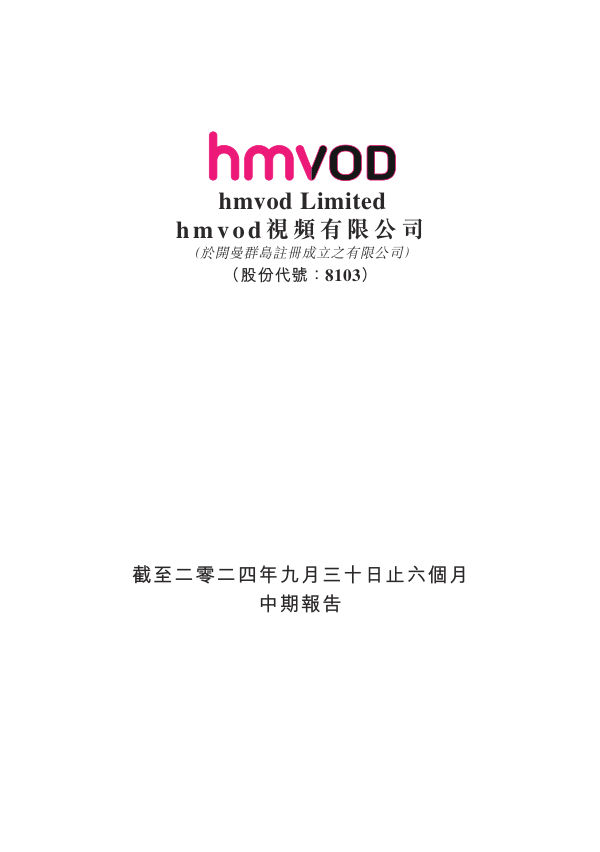 hmvod
hmvod Limited
hmvod視頻有限公司
（於開曼群島註冊成立之有限公司）
（股份代號：8103）
截至二零二四年九月三十日止六個月
中期報告